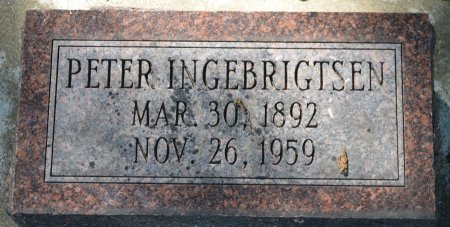 PETER INGEBRIGTSEN
MAR. 30, 1892
NOV. 26, 1959